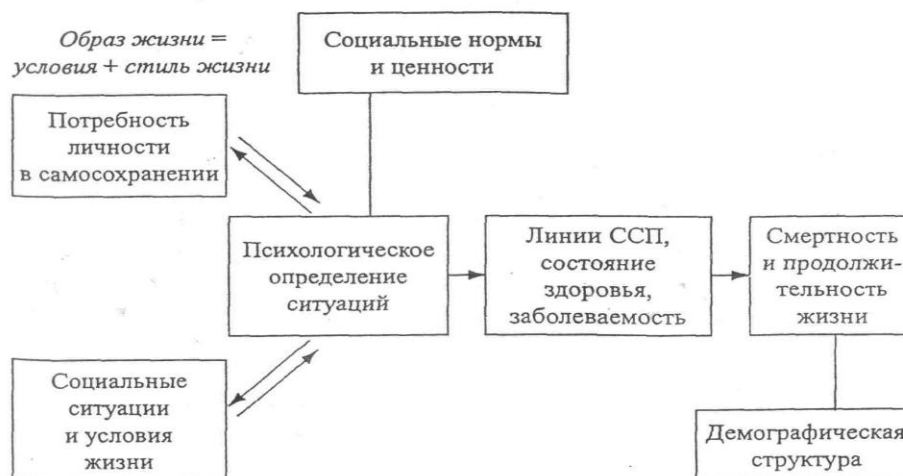 Образ жизни =
условия + стиль жизни
Социальные нормы
и ценности
Потребность
личности
в самосохранении
Психологическое
определение
ситуаций
Линии ССП,
состояние
здоровья,
заболеваемость
Смертность
и продолжи-
тельность
жизни
Социальные
ситуации
и условия
жизни
Демографическая
структура